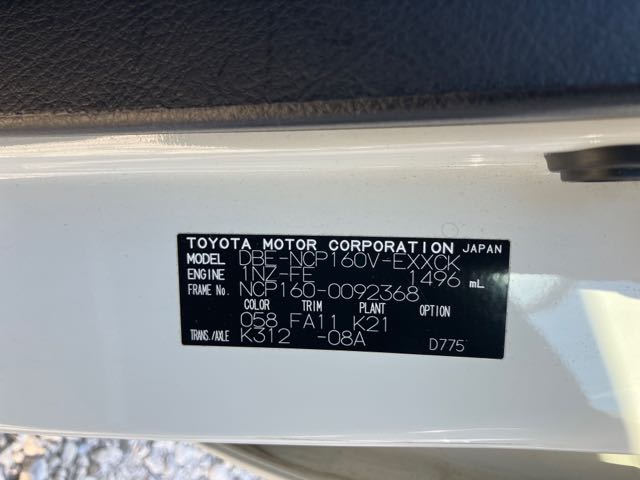 TOYOTA MOTOR CORPORATION JAPAN
MODEL DBE-NCP160V-EXXCK
ENGINE 1NZ-FE 1496 mL
FRAME No. NCP160-0092368
COLOR TRIM PLANT OPTION
058 FA11 K21
TRANS./AXLE K312 -08A D775